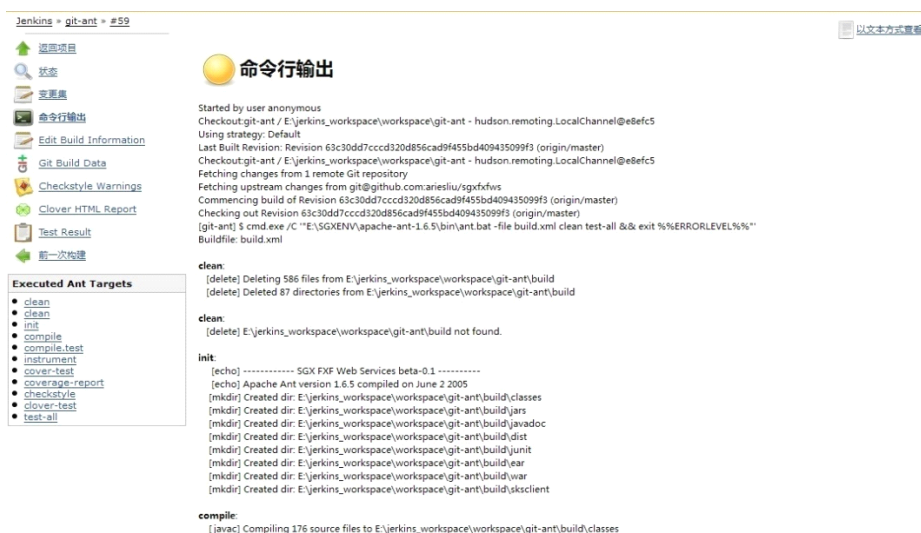 Jenkins » git-ant » #59
以文本方式查看
返回项目
状态
变更集
命令行输出
Edit Build Information
Git Build Data
Checkstyle Warnings
Clover HTML Report
Test Result
前一次构建
Executed Ant Targets
clean
clean
init
compile
compile.test
instrument
cover-test
coverage-report
checkstyle
clover-test
test-all
命令行输出
Started by user anonymous
Checkout:git-ant / E:\jerkins_workspace\workspace\git-ant - hudson.remoting.LocalChannel@e8efc5
Using strategy: Default
Last Built Revision: Revision 63c30dd7cccd320d856cad9f455bd409435099f3 (origin/master)
Checkout:git-ant / E:\jerkins_workspace\workspace\git-ant - hudson.remoting.LocalChannel@e8efc5
Fetching changes from 1 remote Git repository
Fetching upstream changes from git@github.com:ariesliu/sgxfxfws
Commencing build of Revision 63c30dd7cccd320d856cad9f455bd409435099f3 (origin/master)
Checking out Revision 63c30dd7cccd320d856cad9f455bd409435099f3 (origin/master)
[git-ant] $ cmd.exe /C '"E:\SGXENV\apache-ant-1.6.5\bin\ant.bat -file build.xml clean test-all && exit %%ERRORLEVEL%%"'
Buildfile: build.xml
clean:
[delete] Deleting 586 files from E:\jerkins_workspace\workspace\git-ant\build
[delete] Deleted 87 directories from E:\jerkins_workspace\workspace\git-ant\build
clean:
[delete] E:\jerkins_workspace\workspace\git-ant\build not found.
init:
[echo] ------------ SGX FXF Web Services beta-0.1 ----------
[echo] Apache Ant version 1.6.5 compiled on June 2 2005
[mkdir] Created dir: E:\jerkins_workspace\workspace\git-ant\build\classes
[mkdir] Created dir: E:\jerkins_workspace\workspace\git-ant\build\jars
[mkdir] Created dir: E:\jerkins_workspace\workspace\git-ant\build\javadoc
[mkdir] Created dir: E:\jerkins_workspace\workspace\git-ant\build\dist
[mkdir] Created dir: E:\jerkins_workspace\workspace\git-ant\build\junit
[mkdir] Created dir: E:\jerkins_workspace\workspace\git-ant\build\ear
[mkdir] Created dir: E:\jerkins_workspace\workspace\git-ant\build\war
[mkdir] Created dir: E:\jerkins_workspace\workspace\git-ant\build\sksclient
compile:
[javac] Compiling 176 source files to E:\jerkins_workspace\workspace\git-ant\build\classes